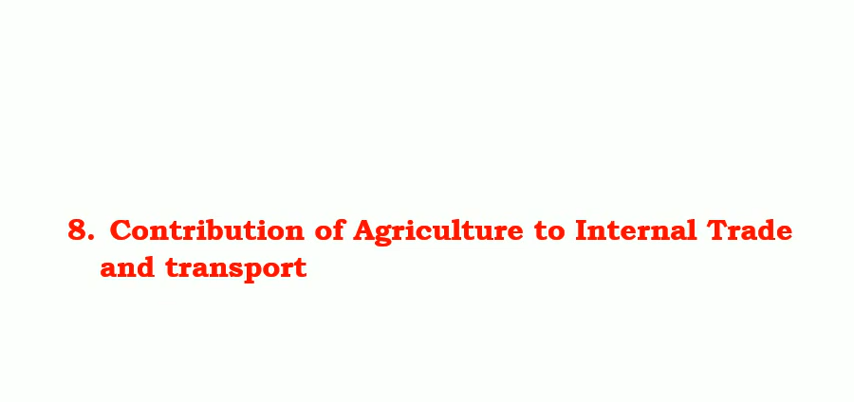 8. Contribution of Agriculture to Internal Trade
and transport